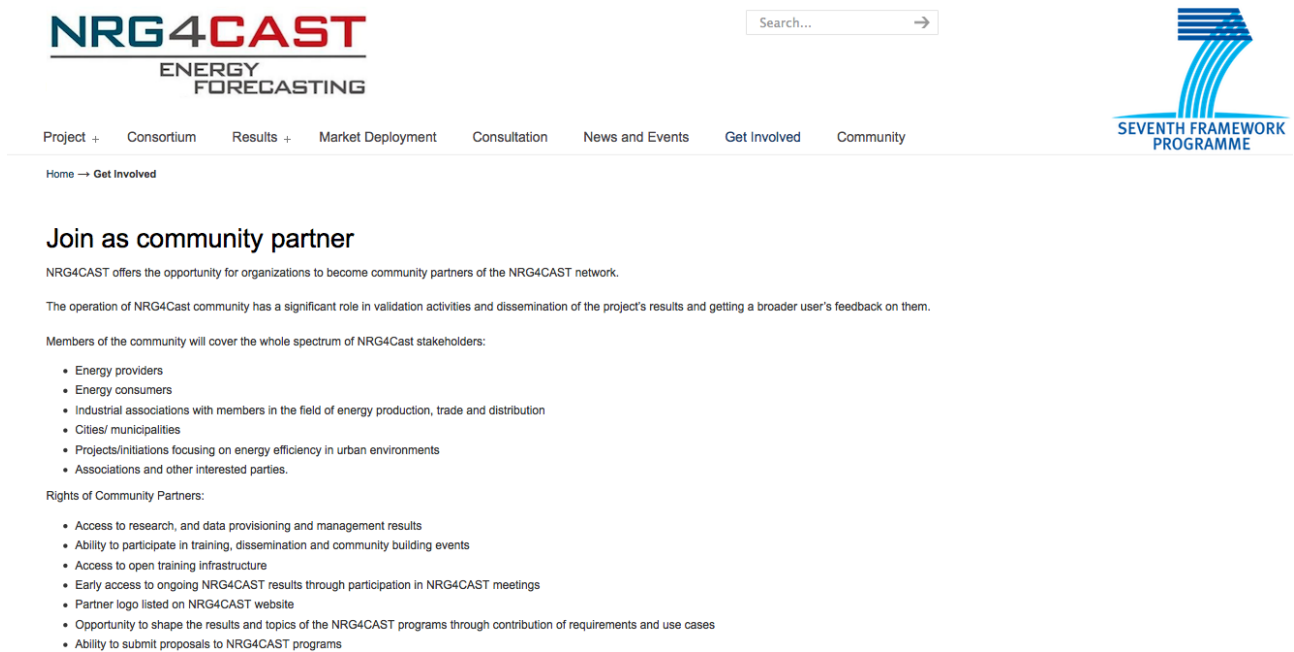 NRG4CAST
ENERGY
FORECASTING
Search...
SEVENTH FRAMEWORK
PROGRAMME
Project + Consortium Results + Market Deployment Consultation News and Events Get Involved Community
Home → Get Involved
Join as community partner
NRG4CAST offers the opportunity for organizations to become community partners of the NRG4CAST network.
The operation of NRG4Cast community has a significant role in validation activities and dissemination of the project's results and getting a broader user's feedback on them.
Members of the community will cover the whole spectrum of NRG4Cast stakeholders:
• Energy providers
• Energy consumers
• Industrial associations with members in the field of energy production, trade and distribution
• Cities/ municipalities
• Projects/initiations focusing on energy efficiency in urban environments
• Associations and other interested parties.
Rights of Community Partners:
• Access to research, and data provisioning and management results
• Ability to participate in training, dissemination and community building events
• Access to open training infrastructure
• Early access to ongoing NRG4CAST results through participation in NRG4CAST meetings
• Partner logo listed on NRG4CAST website
• Opportunity to shape the results and topics of the NRG4CAST programs through contribution of requirements and use cases
• Ability to submit proposals to NRG4CAST programs